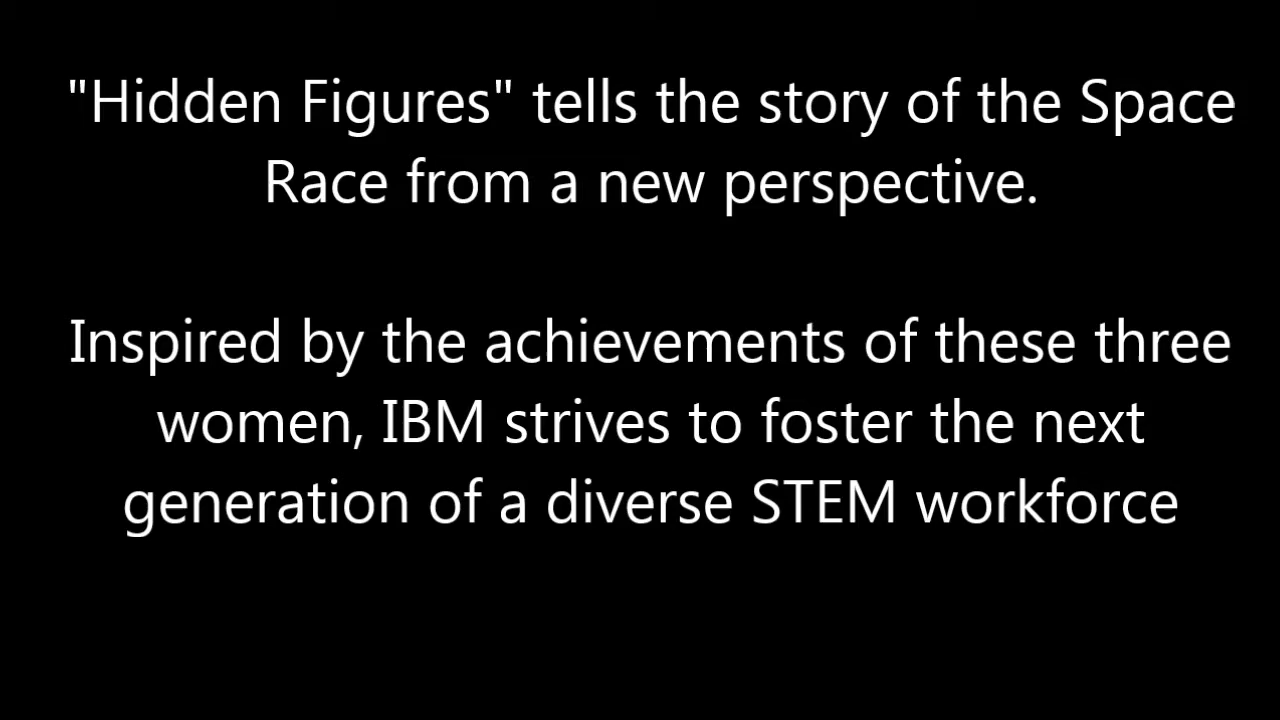 "Hidden Figures" tells the story of the Space
Race from a new perspective.
Inspired by the achievements of these three
women, IBM strives to foster the next
generation of a diverse STEM workforce